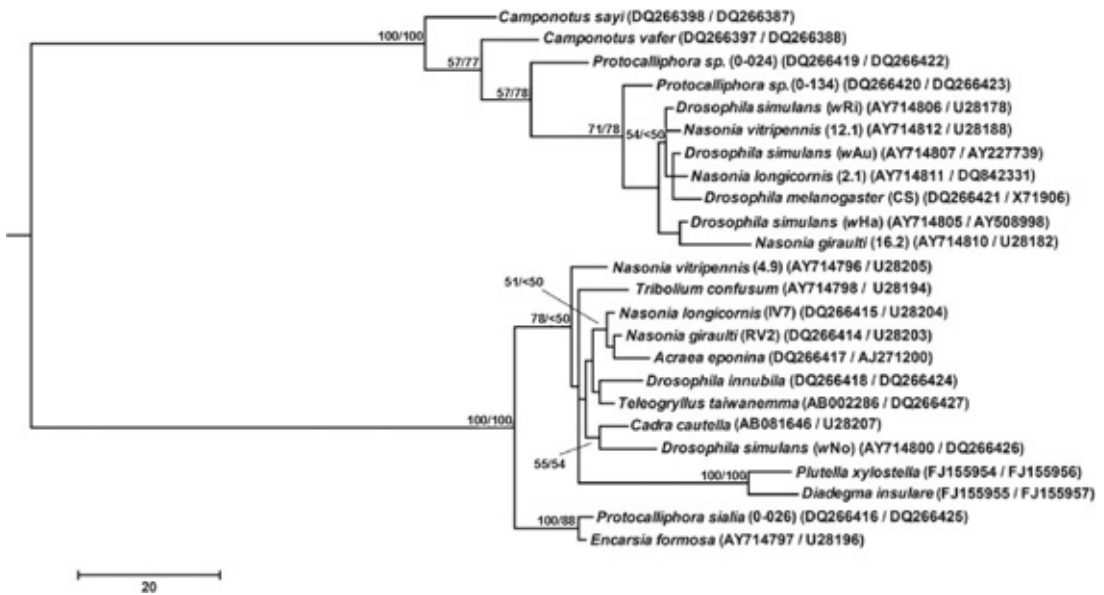 Camponotus sayi (DQ266398 / DQ266387)
100/100
Camponotus vafer (DQ266397 / DQ266388)
57/77
Protocalliphora sp. (0-024) (DQ266419 / DQ266422)
57/78
Protocalliphora sp. (0-134) (DQ266420 / DQ266423)
Drosophila simulans (wRi) (AY714806 / U28178)
71/78
54/<50
Nasonia vitripennis (12.1) (AY714812 / U28188)
Drosophila simulans (wAu) (AY714807 / AY227739)
Nasonia longicornis (2.1) (AY714811 / DQ842331)
Drosophila melanogaster (CS) (DQ266421 / X71906)
Drosophila simulans (wHa) (AY714805 / AY508998)
Nasonia giraulti (16.2) (AY714810 / U28182)
Nasonia vitripennis (4.9) (AY714796 / U28205)
51/<50
Tribolium confusum (AY714798 / U28194)
Nasonia longicornis (IV7) (DQ266415 / U28204)
78/<50
Nasonia giraulti (RV2) (DQ266414 / U28203)
Acraea eponina (DQ266417 / AJ271200)
Drosophila innubila (DQ266418 / DQ266424)
Teleogryllus taiwanemma (AB002286 / DQ266427)
100/100
Cadra cautella (AB081646 / U28207)
Drosophila simulans (wNo) (AY714800 / DQ266426)
55/54
Plutella xylostella (FJ155954 / FJ155956)
100/100
Diadegma insulare (FJ155955 / FJ155957)
Protocalliphora sialia (0-026) (DQ266416 / DQ266425)
100/88
Encarsia formosa (AY714797 / U28196)
20